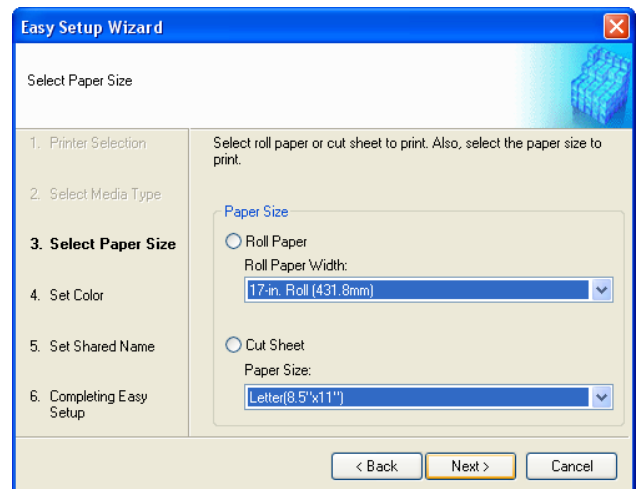 Easy Setup Wizard
Select Paper Size
1. Printer Selection
2. Select Media Type
3. Select Paper Size
4. Set Color
5. Set Shared Name
6. Completing Easy
Setup
Select roll paper or cut sheet to print. Also, select the paper size to
print.
Paper Size
Roll Paper
Roll Paper Width:
17-in. Roll (431.8mm)
Cut Sheet
Paper Size:
Letter(8.5"x11")
< Back
Next >
Cancel